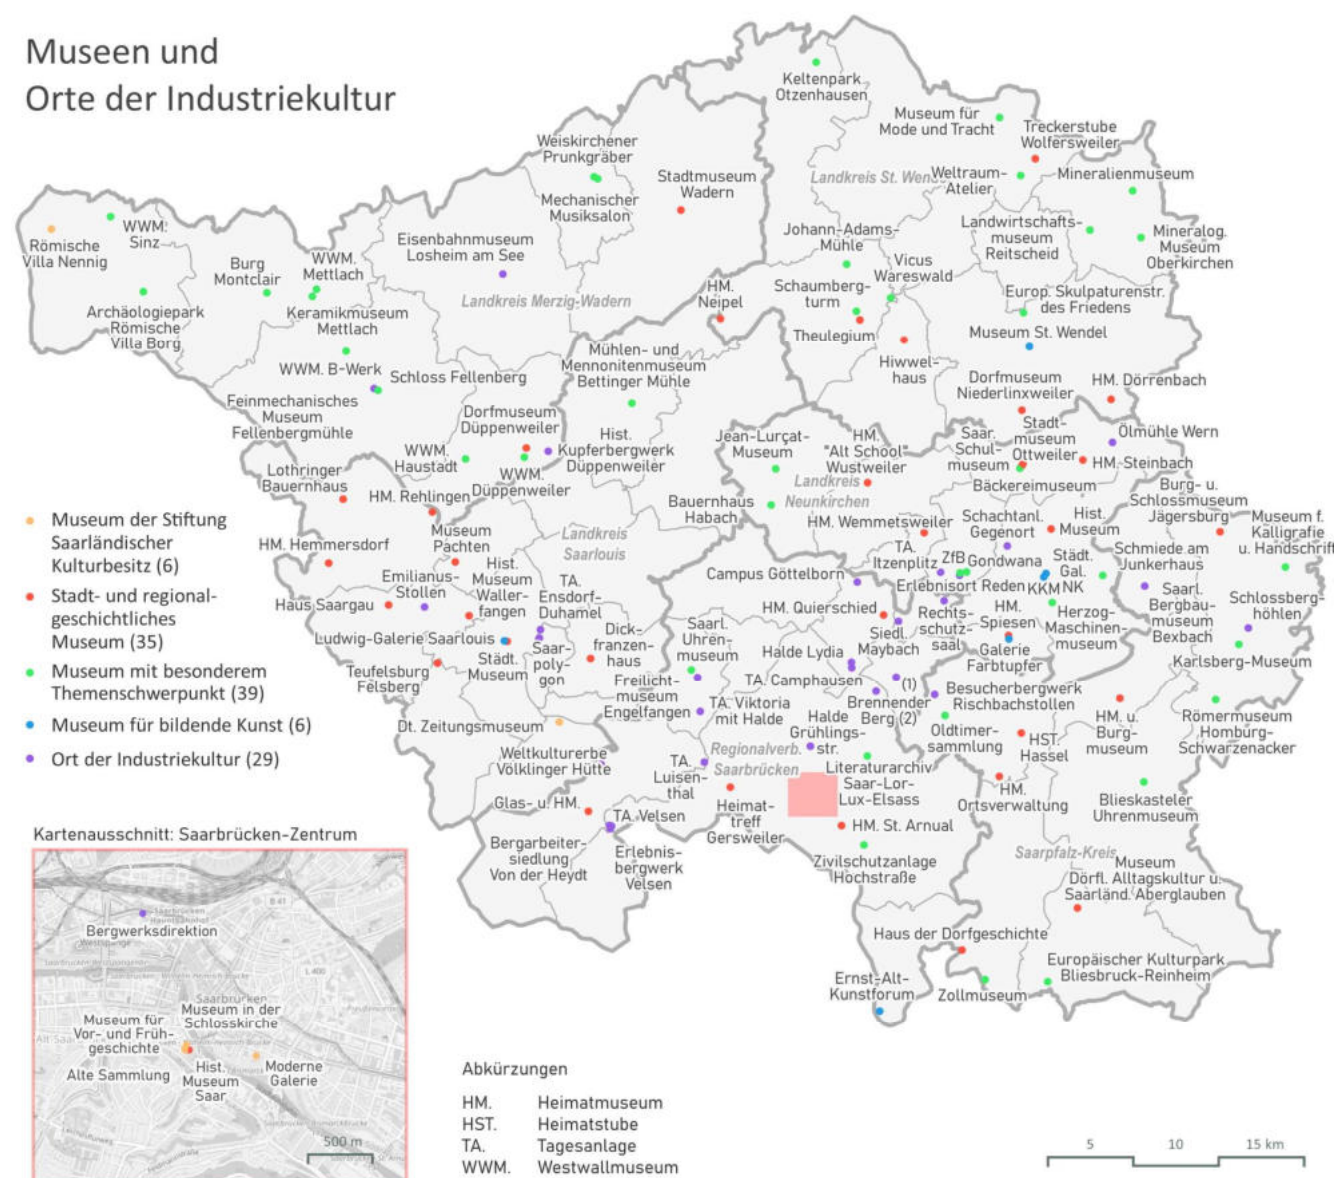 Museen und
Orte der Industriekultur
Keltenpark
Otzenhausen
Museum für
Mode und Tracht
Treckerstube
Wolfersweiler
Weiskirchener
Prunkgräber
Mechanischer
Musiksalon
Stadtmuseum
Wadern
Landkreis St. Wende
Weltraum-
Atelier
Mineralienmuseum
Römische
Villa Nennig
WWM.
Sinz
Archäologiepark
Römische
Villa Borg
Burg
Montclair
WWM.
Mettlach
Keramikmuseum
Mettlach
Eisenbahnmuseum
Losheim am See
Landkreis Merzig-Wadern
HM.
Neipel
Johann-Adams-
Mühle
Vicus
Wareswald
Schaumberg-
turm
Theulegium
Hiwwel-
haus
Landwirtschafts-
museum
Reitscheid
Mineralog.
Museum
Oberkirchen
Europ. Skulpaturenstr.
des Friedens
Museum St. Wendel
WWM. B-Werk
Schloss Fellenberg
Feinmechanisches
Museum
Fellenbergmühle
Mühlen- und
Mennonitenmuseum
Bettinger Mühle
Dorfmuseum
Düppenweiler
Hist.
Kupferbergwerk
Düppenweiler
WWM.
Haustadt
WWM.
Düppenweiler
Dorfmuseum
Niederlinxweiler
HM. Dörrenbach
Jean-Lurçat-
Museum
HM.
"Alt School"
Wustweiler
Landkreis
Neunkirchen
Saar.
Schul-
museum
Stadt-
museum
Ottweiler
Bäckereimuseum
Ölmühle Wern
HM. Steinbach
Lothringer
Bauernhaus
HM. Rehlingen
Bauernhaus
Habach
HM. Wemmetsweiler
Schachtanl.
Gegenort
Hist.
Museum
Burg- u.
Schlossmuseum
Jägersburg
Museum f.
Kalligrafie
u. Handschrift
Museum der Stiftung
Saarländischer
Kulturbesitz (6)
Stadt- und regional-
geschichtliches
Museum (35)
Museum mit besonderem
Themenschwerpunkt (39)
Museum für bildende Kunst (6)
Ort der Industriekultur (29)
HM. Hemmersdorf
Museum
Pachten
Landkreis
Saarlouis
Emilianus-
Stollen
Hist.
Museum
Waller-
fangen
TA.
Ensdorf-
Duhamel
Haus Saargau
Ludwig-Galerie Saarlouis
Städt.
Museum
Saar-
poly-
gon
Dick-
franzen-
haus
Teufelsburg
Felsberg
Campus Göttelborn
TA.
Itzenplitz
ZfB
Gondwana
Erlebnisort Reden
Städt.
Gal.
NK
KKM
Schmiede am
Junkerhaus
Saarl.
Bergbau-
museum
Bexbach
Schlossberg-
höhlen
Karlsberg-Museum
HM. Quierschied
Siedl.
Maybach
Rechts-
schutz-
saal
HM.
Spiesen
Galerie
Farbtupfer
Herzog-
Maschinen-
museum
Saarl.
Uhren-
museum
Halde Lydia
TA. Camphausen
(1)
Brennender
Berg (2)
Besucherbergwerk
Rischbachstollen
Freilicht-
museum
Engelfangen
TA. Viktoria
mit Halde
Halde
Grühlings-
str.
Oldtimer-
sammlung
HST.
Hassel
HM. u.
Burg-
museum
Römermuseum
Homburg-
Schwarzenacker
Dt. Zeitungsmuseum
Weltkulturerbe
Völklinger Hütte
TA.
Luisen-
thal
Regionalverb.
Saarbrücken
Literaturarchiv
Saar-Lor-
Lux-Elsass
HM.
Ortsverwaltung
Blieskasteler
Uhrenmuseum
Glas- u. HM.
TA. Velsen
Heimat-
treff
Gersweiler
HM. St. Arnual
Zivilschutzanlage
Hochstraße
Saarpfalz-Kreis
Bergarbeiter-
siedlung
Von der Heydt
Erlebnis-
bergwerk
Velsen
Museum
Dörfl. Alltagskultur u.
Saarländ. Aberglauben
Haus der Dorfgeschichte
Europäischer Kulturpark
Bliesbruck-Reinheim
Ernst-Alt-
Kunstforum
Zollmuseum
Kartenausschnitt: Saarbrücken-Zentrum
B 41
Saarbrücken
Hauptbahnhof
Bergwerksdirektion
Westspange
L 400
Saarbrücken
Museum in der
Schlosskirche
Museum für
Vor- und Früh-
geschichte
Alt Saa
Alte Sammlung
Hist.
Museum
Saar
Moderne
Galerie
500 m
Abkürzungen
HM. Heimatmuseum
HST. Heimatstube
TA. Tagesanlage
WWM. Westwallmuseum
5 10 15 km